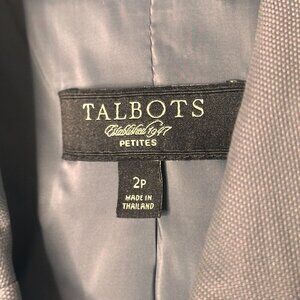 TALBOTS
Established 1947
PETITES
2P
MADE IN
THAILAND